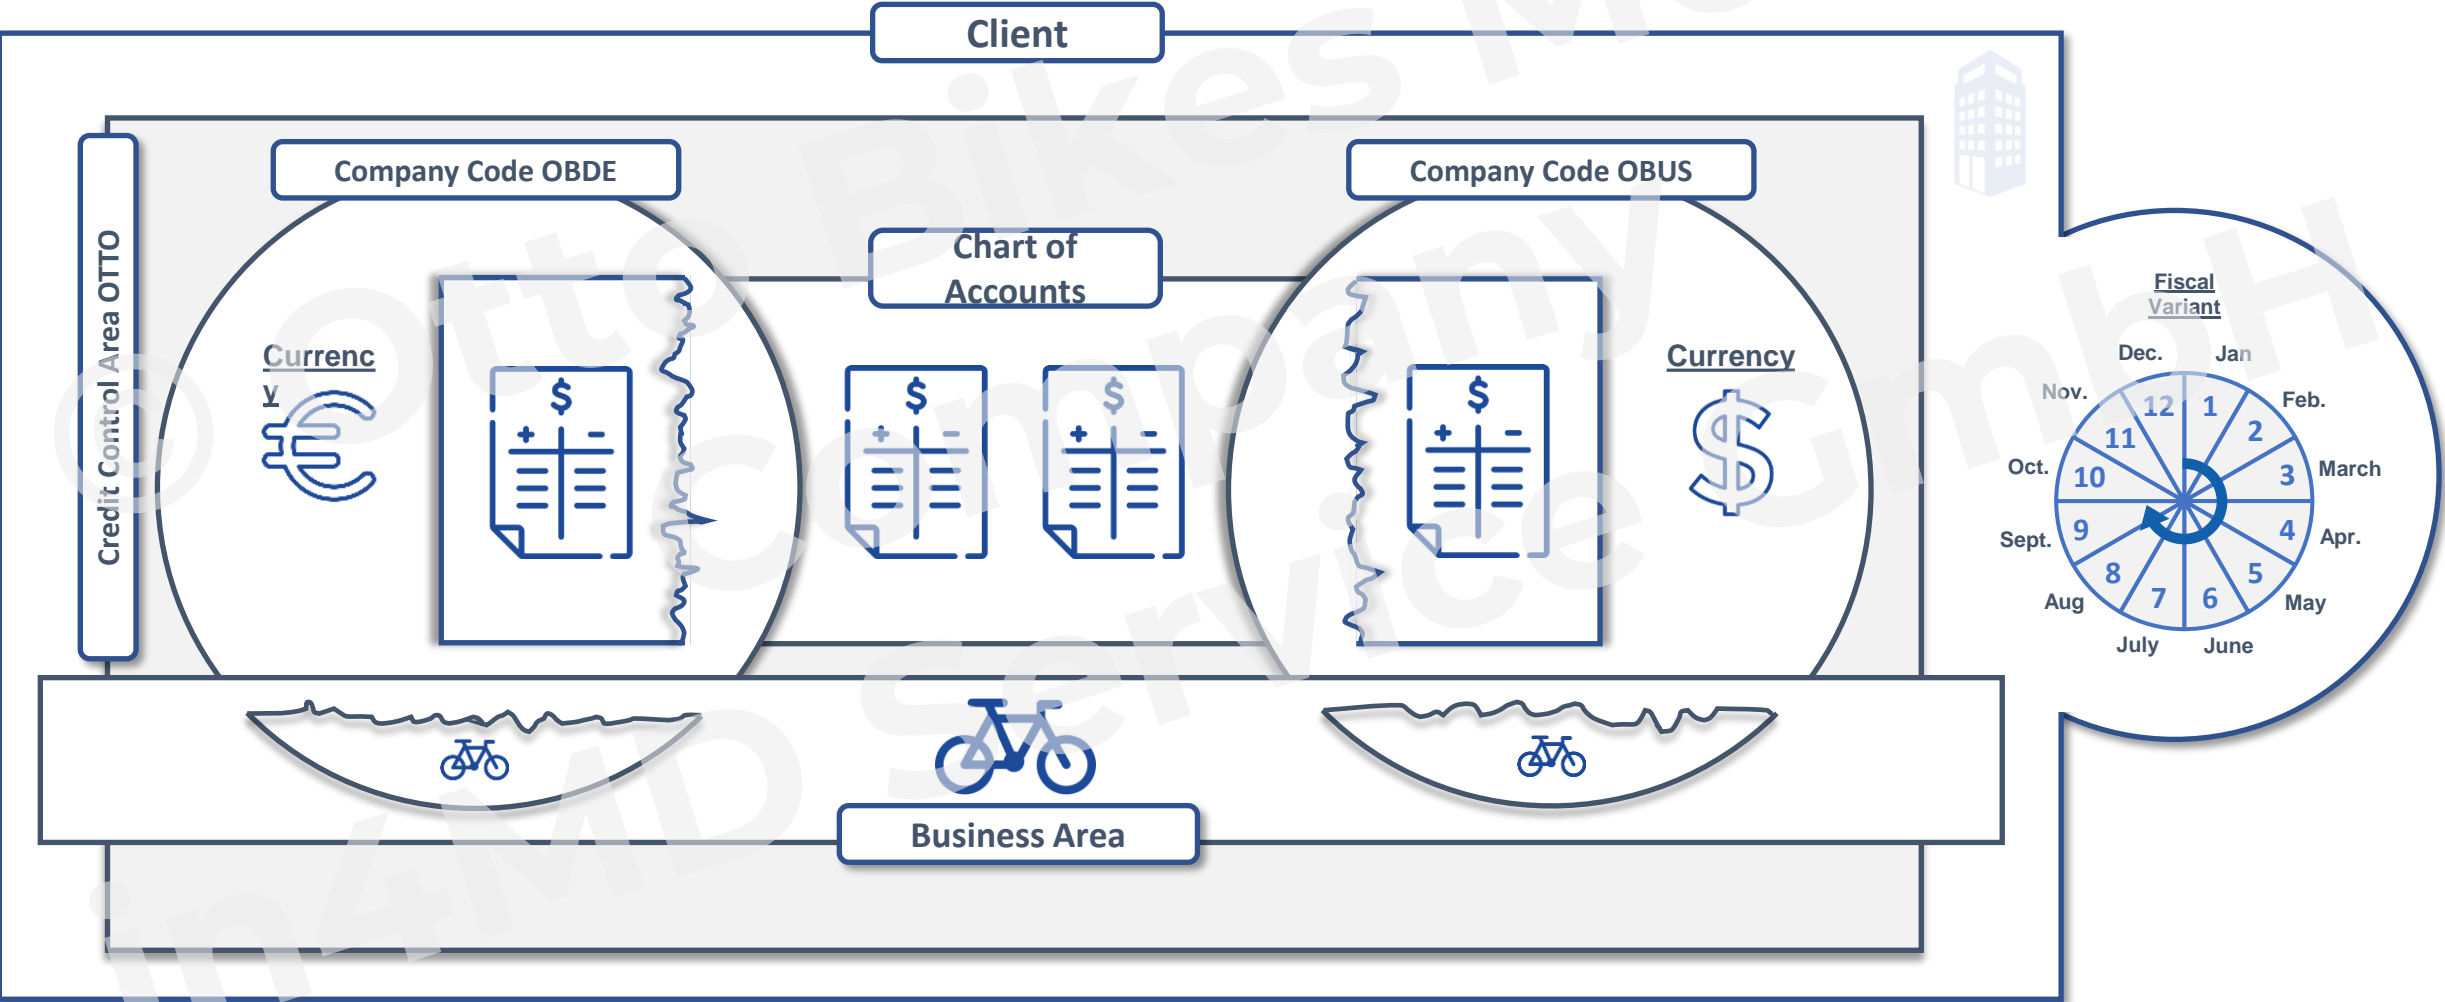 Client
Company Code OBDE
Company Code OBUS
Credit Control Area OTTO
Chart of
Accounts
Currenc
y
€
$
+ −
$
+ −
$
+ −
$
+ −
Currency
$
Fiscal
Variant
Dec. Jan
Nov. Feb.
12 1
11 2
Oct. 10 3 March
Sept. 9 4 Apr.
8 5
Aug 7 6 May
July June
Business Area
© Otto Bikes
Company GmbH
in4MD Service